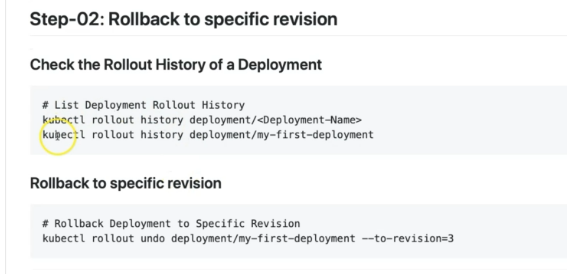 Step-02: Rollback to specific revision
Check the Rollout History of a Deployment
# List Deployment Rollout History
kubectl rollout history deployment/<Deployment-Name>
kubectl rollout history deployment/my-first-deployment
Rollback to specific revision
# Rollback Deployment to Specific Revision
kubectl rollout undo deployment/my-first-deployment --to-revision=3